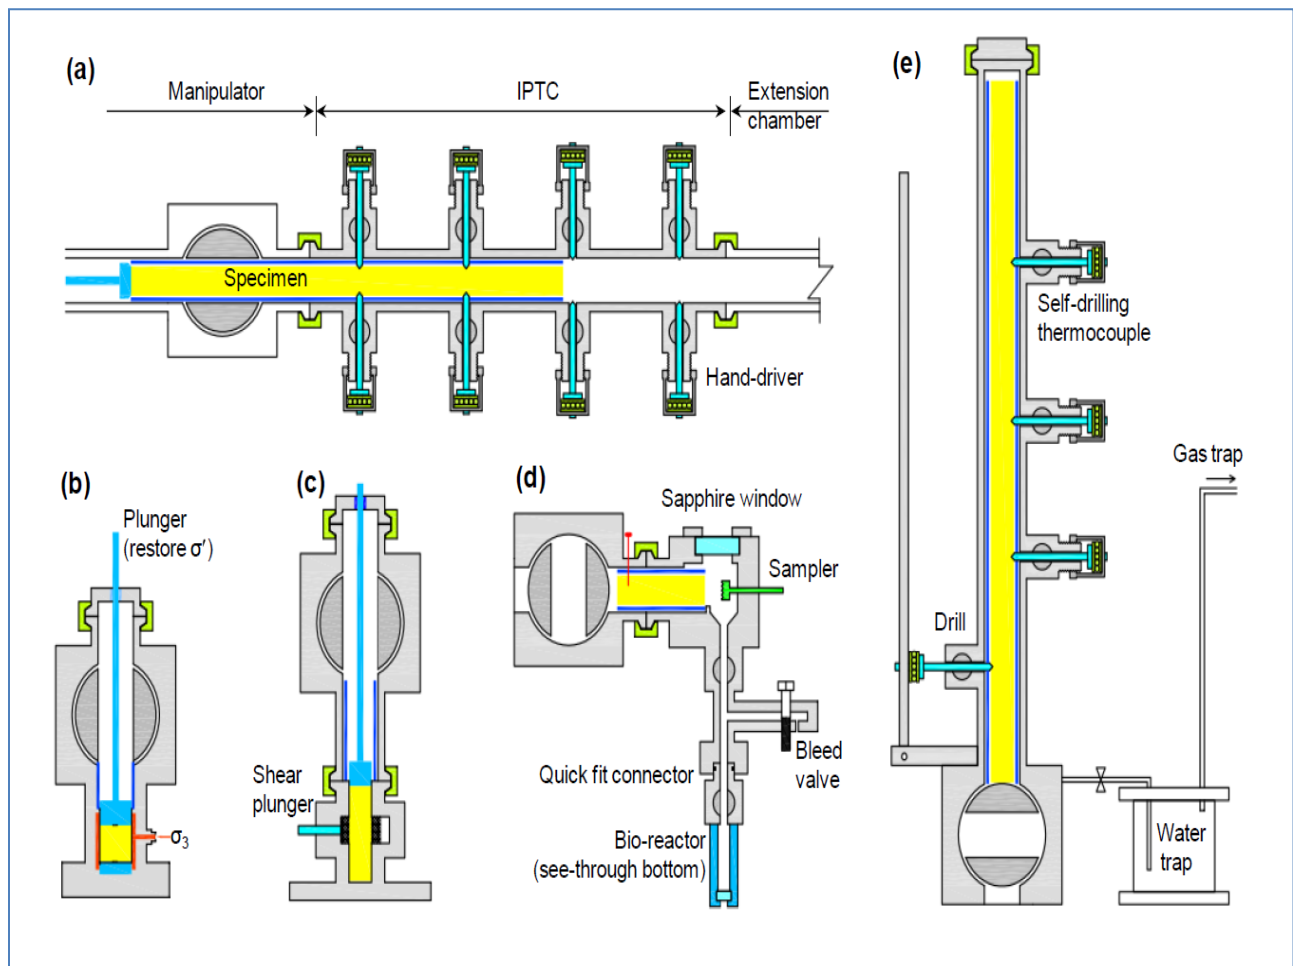 (a)
Manipulator
IPTC
Extension
chamber
Specimen
Hand-driver
(b)
Plunger
(restore σ′)
σ3
(c)
Shear
plunger
(d)
Sapphire window
Sampler
Bleed
valve
Quick fit connector
Bio-reactor
(see-through bottom)
(e)
Self-drilling
thermocouple
Drill
Gas trap
Water
trap